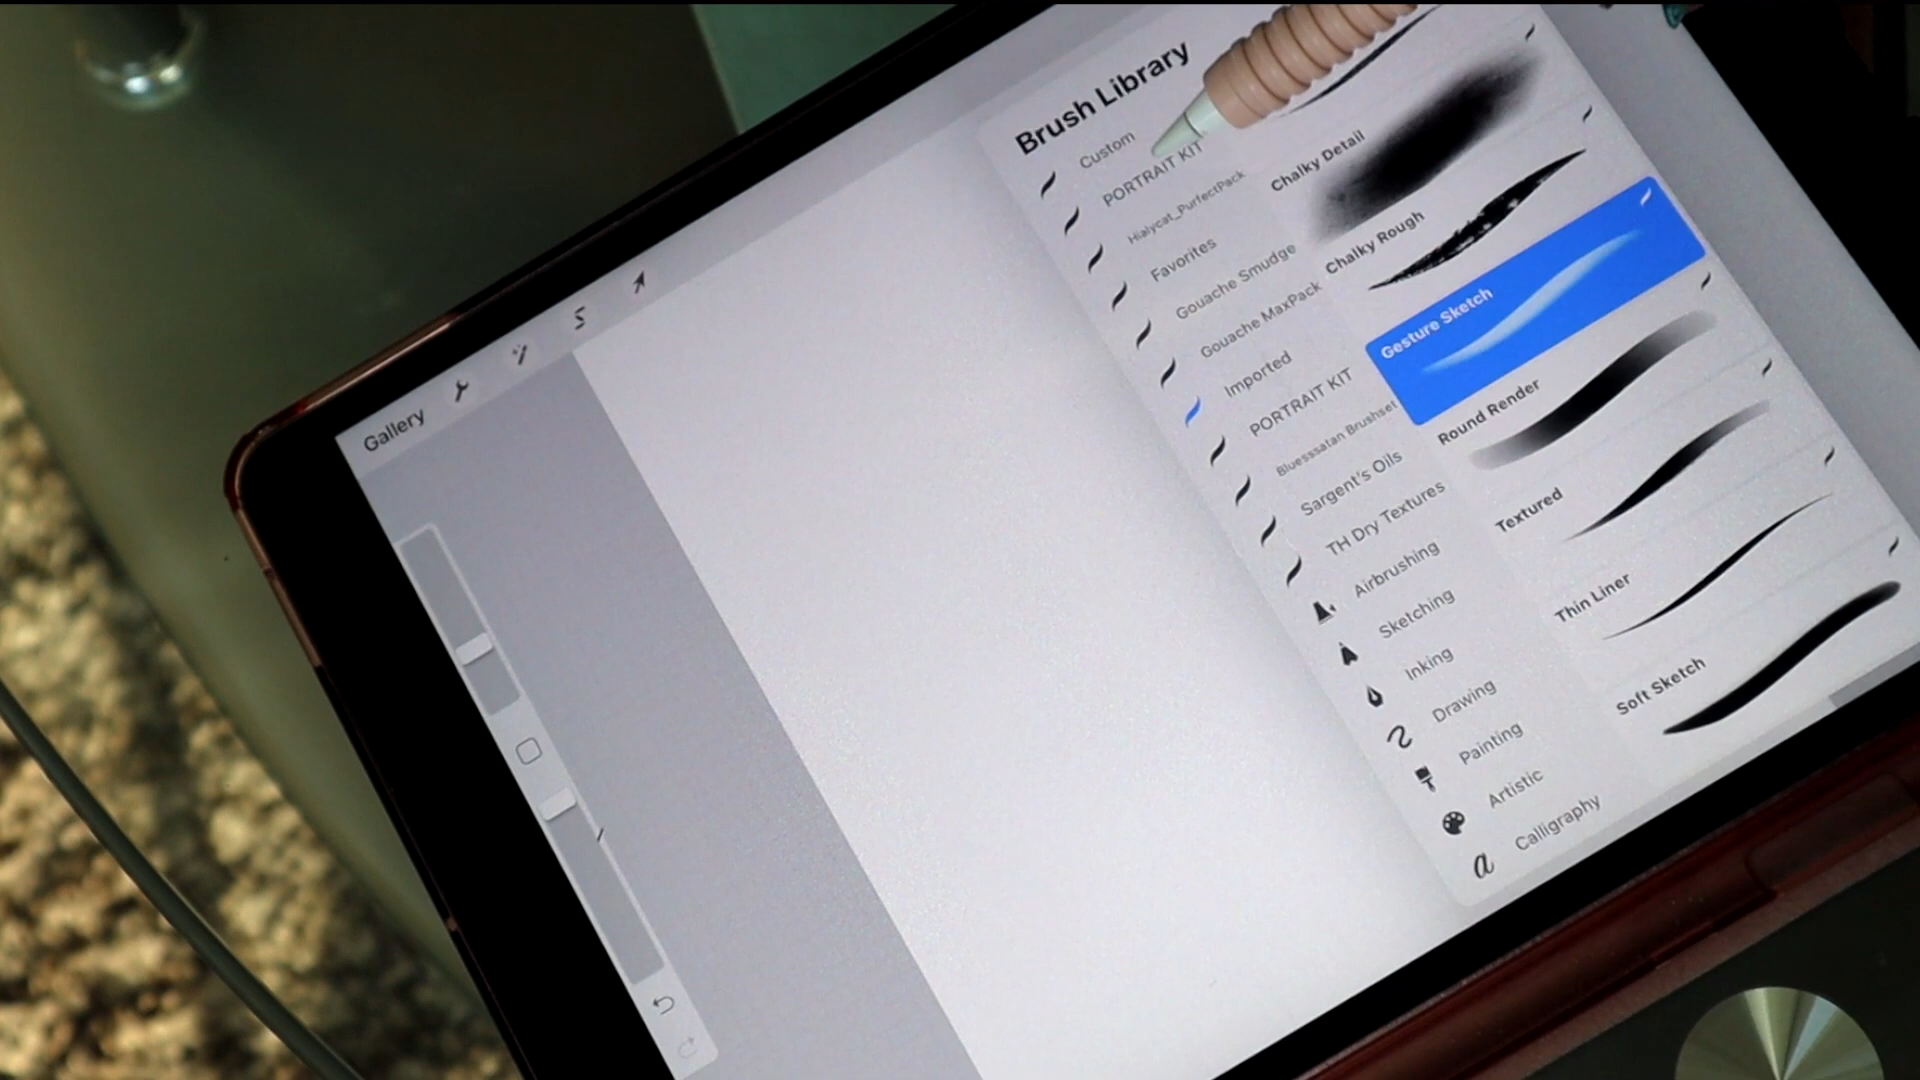 Gallery
Brush Library
Custom
PORTRAIT KIT
Hialycat_PurfectPack
Favorites
Gouache Smudge
Gouache MaxPack
Imported
PORTRAIT KIT
Bluesssatan Brushset
Sargent's Oils
TH Dry Textures
Airbrushing
Sketching
Inking
Drawing
Painting
Artistic
Calligraphy
Chalky Detail
Chalky Rough
Gesture Sketch
Round Render
Textured
Thin Liner
Soft Sketch